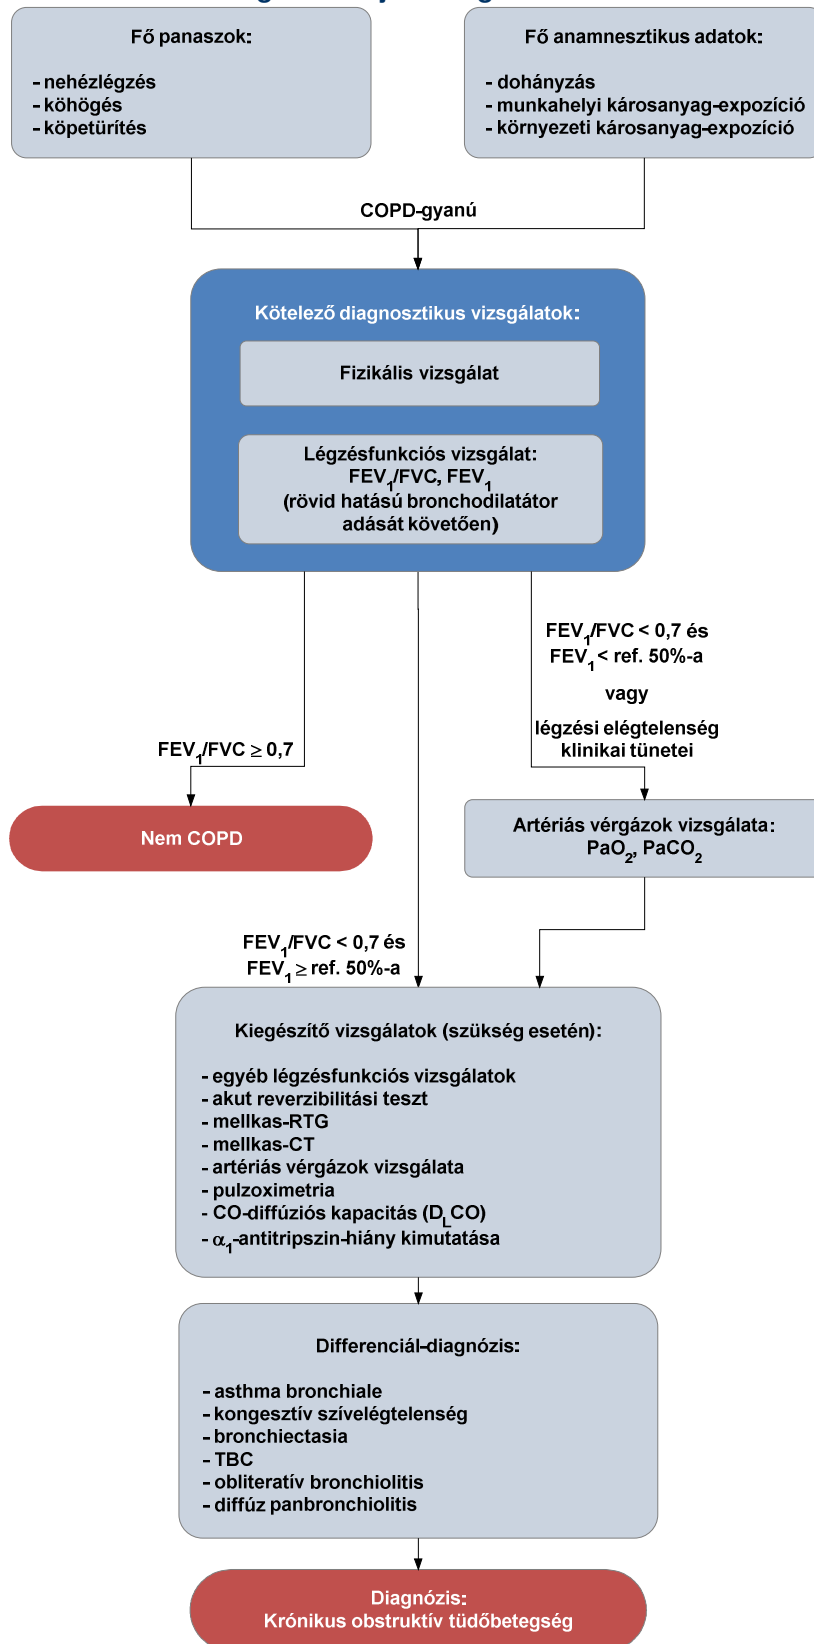 Fő panaszok:
- nehézlégzés
- köhögés
- köpetürítés
Fő anamnesztikus adatok:
- dohányzás
- munkahelyi károsanyag-expozíció
- környezeti károsanyag-expozíció
COPD-gyanú
Kötelező diagnosztikus vizsgálatok:
Fizikális vizsgálat
Légzésfunkciós vizsgálat:
FEV₁/FVC, FEV₁
(rövid hatású bronchodilatátor
adását követően)
FEV₁/FVC < 0,7 és
FEV₁ < ref. 50%-a
vagy
légzési elégtelenség
klinikai tünetei
FEV₁/FVC ≥ 0,7
Nem COPD
Artériás vérgázok vizsgálata:
PaO₂, PaCO₂
FEV₁/FVC < 0,7 és
FEV₁ ≥ ref. 50%-a
Kiegészítő vizsgálatok (szükség esetén):
- egyéb légzésfunkciós vizsgálatok
- akut reverzibilitási teszt
- mellkas-RTG
- mellkas-CT
- artériás vérgázok vizsgálata
- pulzoximetria
- CO-diffúziós kapacitás (D_LCO)
- α₁-antitripszin-hiány kimutatása
Differenciál-diagnózis:
- asthma bronchiale
- kongesztív szívelégtelenség
- bronchiectasia
- TBC
- obliteratív bronchiolitis
- diffúz panbronchiolitis
Diagnózis:
Krónikus obstruktív tüdőbetegség